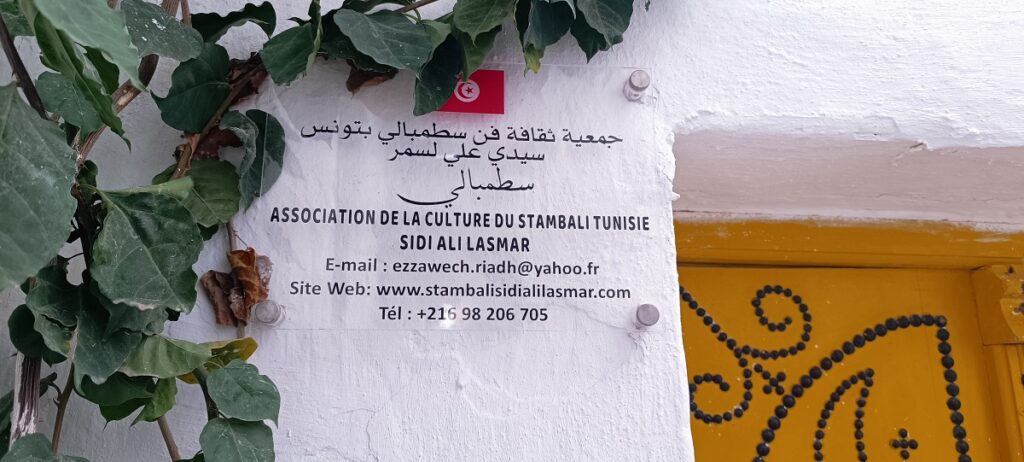 جمعية ثقافة فن سطمبالي بتونس
سيدي علي لسمر
سطمبالي
ASSOCIATION DE LA CULTURE DU STAMBALI TUNISIE
SIDI ALI LASMAR
E-mail : ezzawech.riadh@yahoo.fr
Site Web: www.stambalisidialilasmar.com
Tél : +216 98 206 705